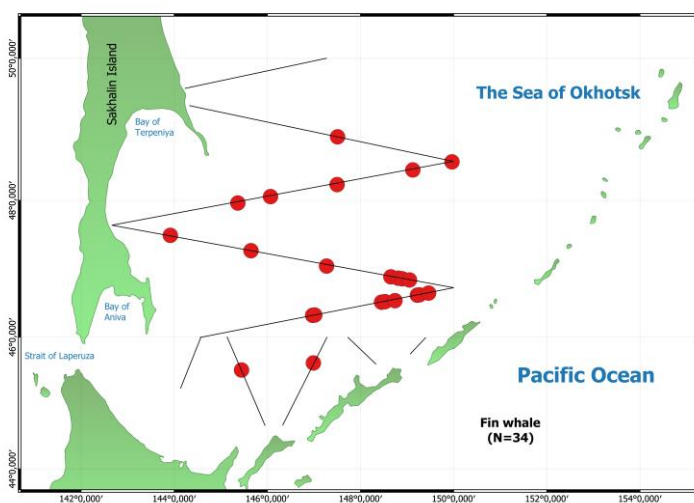 50°0,000'
48°0,000'
46°0,000'
44°0,000'
Sakhalin Island
Bay of
Terpeniya
The Sea of Okhotsk
Bay of
Aniva
Strait of Laperuza
Pacific Ocean
Fin whale
(N=34)
142°0,000'
144°0,000'
146°0,000'
148°0,000'
150°0,000'
152°0,000'
154°0,000'